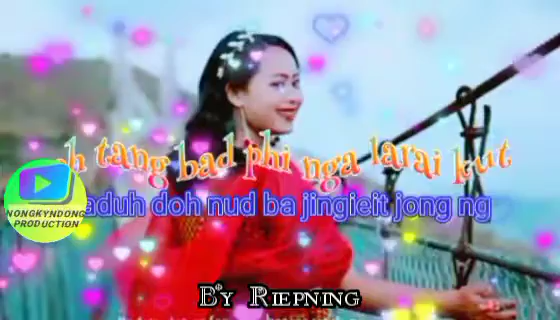 h tang bad phi nga larai kut
aduh doh nud ba jingieit jong ng
NONGKYNDONG
PRODUCTION
By Riepning